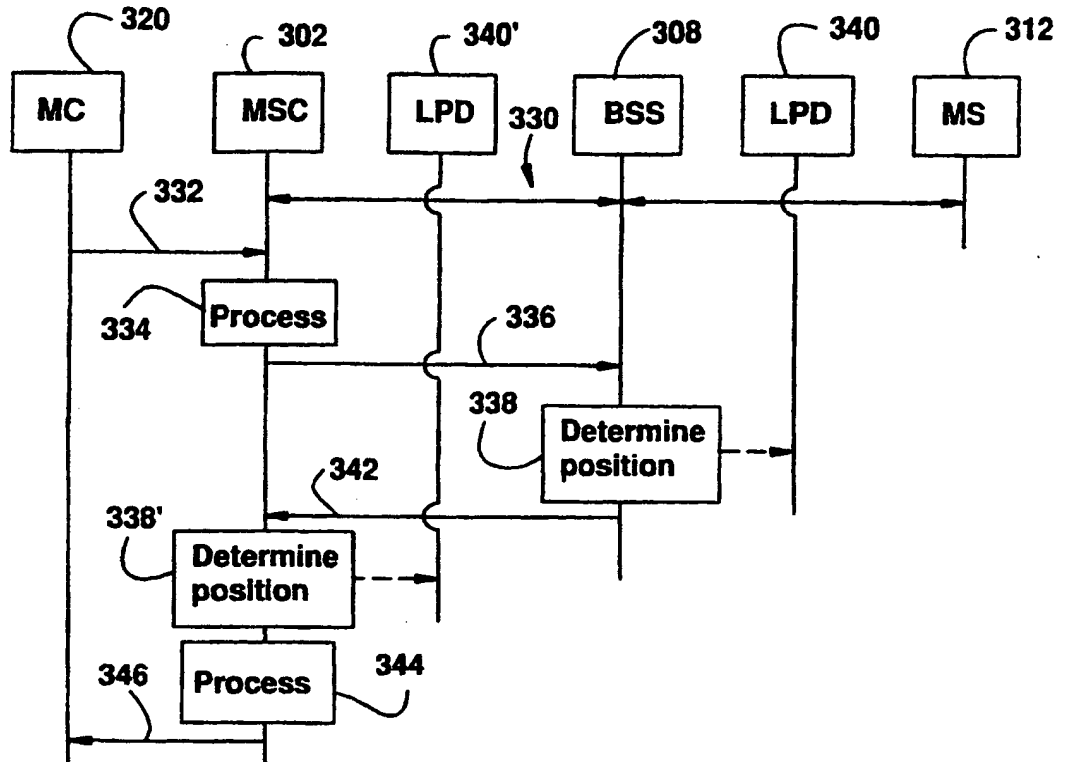 320
302
340'
308
340
312
MC
MSC
LPD
330
BSS
LPD
MS
332
334
Process
336
338
Determine
position
342
338'
Determine
position
346
Process
344